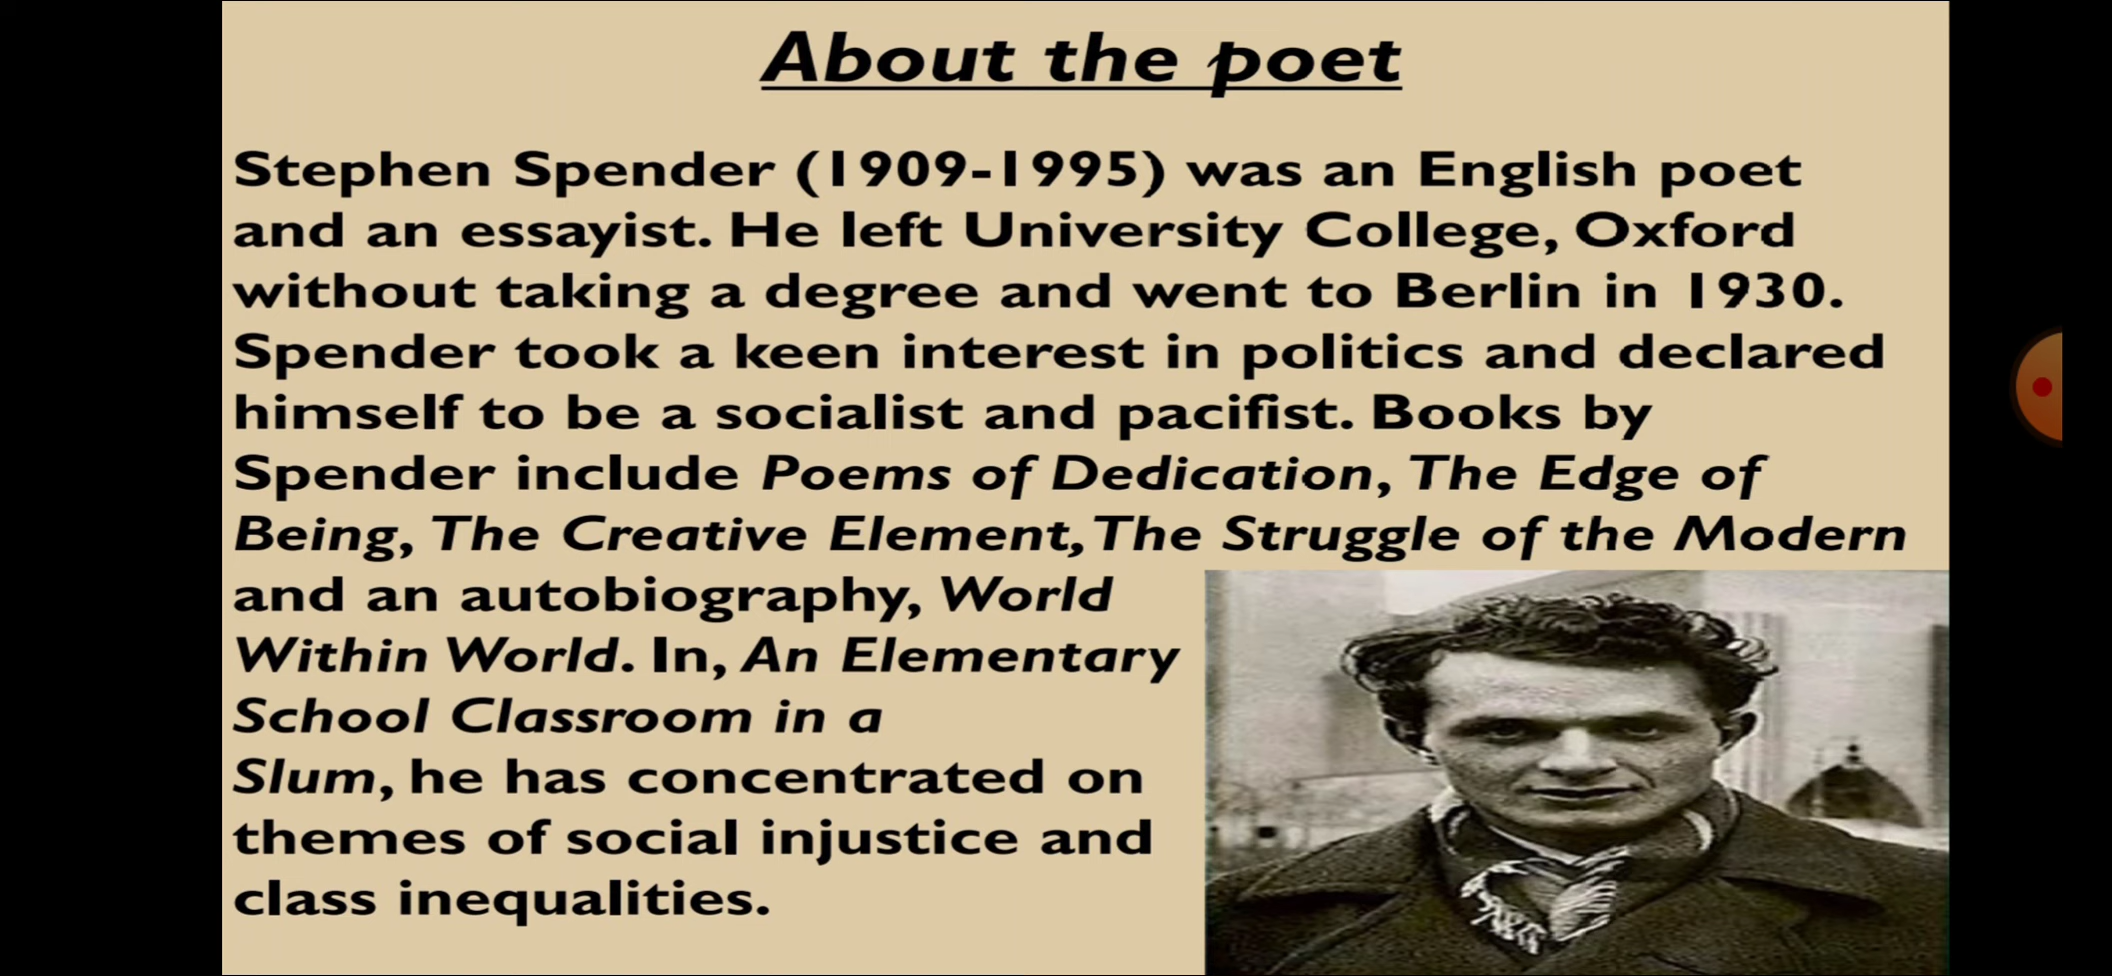 About the poet
Stephen Spender (1909-1995) was an English poet
and an essayist. He left University College, Oxford
without taking a degree and went to Berlin in 1930.
Spender took a keen interest in politics and declared
himself to be a socialist and pacifist. Books by
Spender include Poems of Dedication, The Edge of
Being, The Creative Element, The Struggle of the Modern
and an autobiography, World
Within World. In, An Elementary
School Classroom in a
Slum, he has concentrated on
themes of social injustice and
class inequalities.